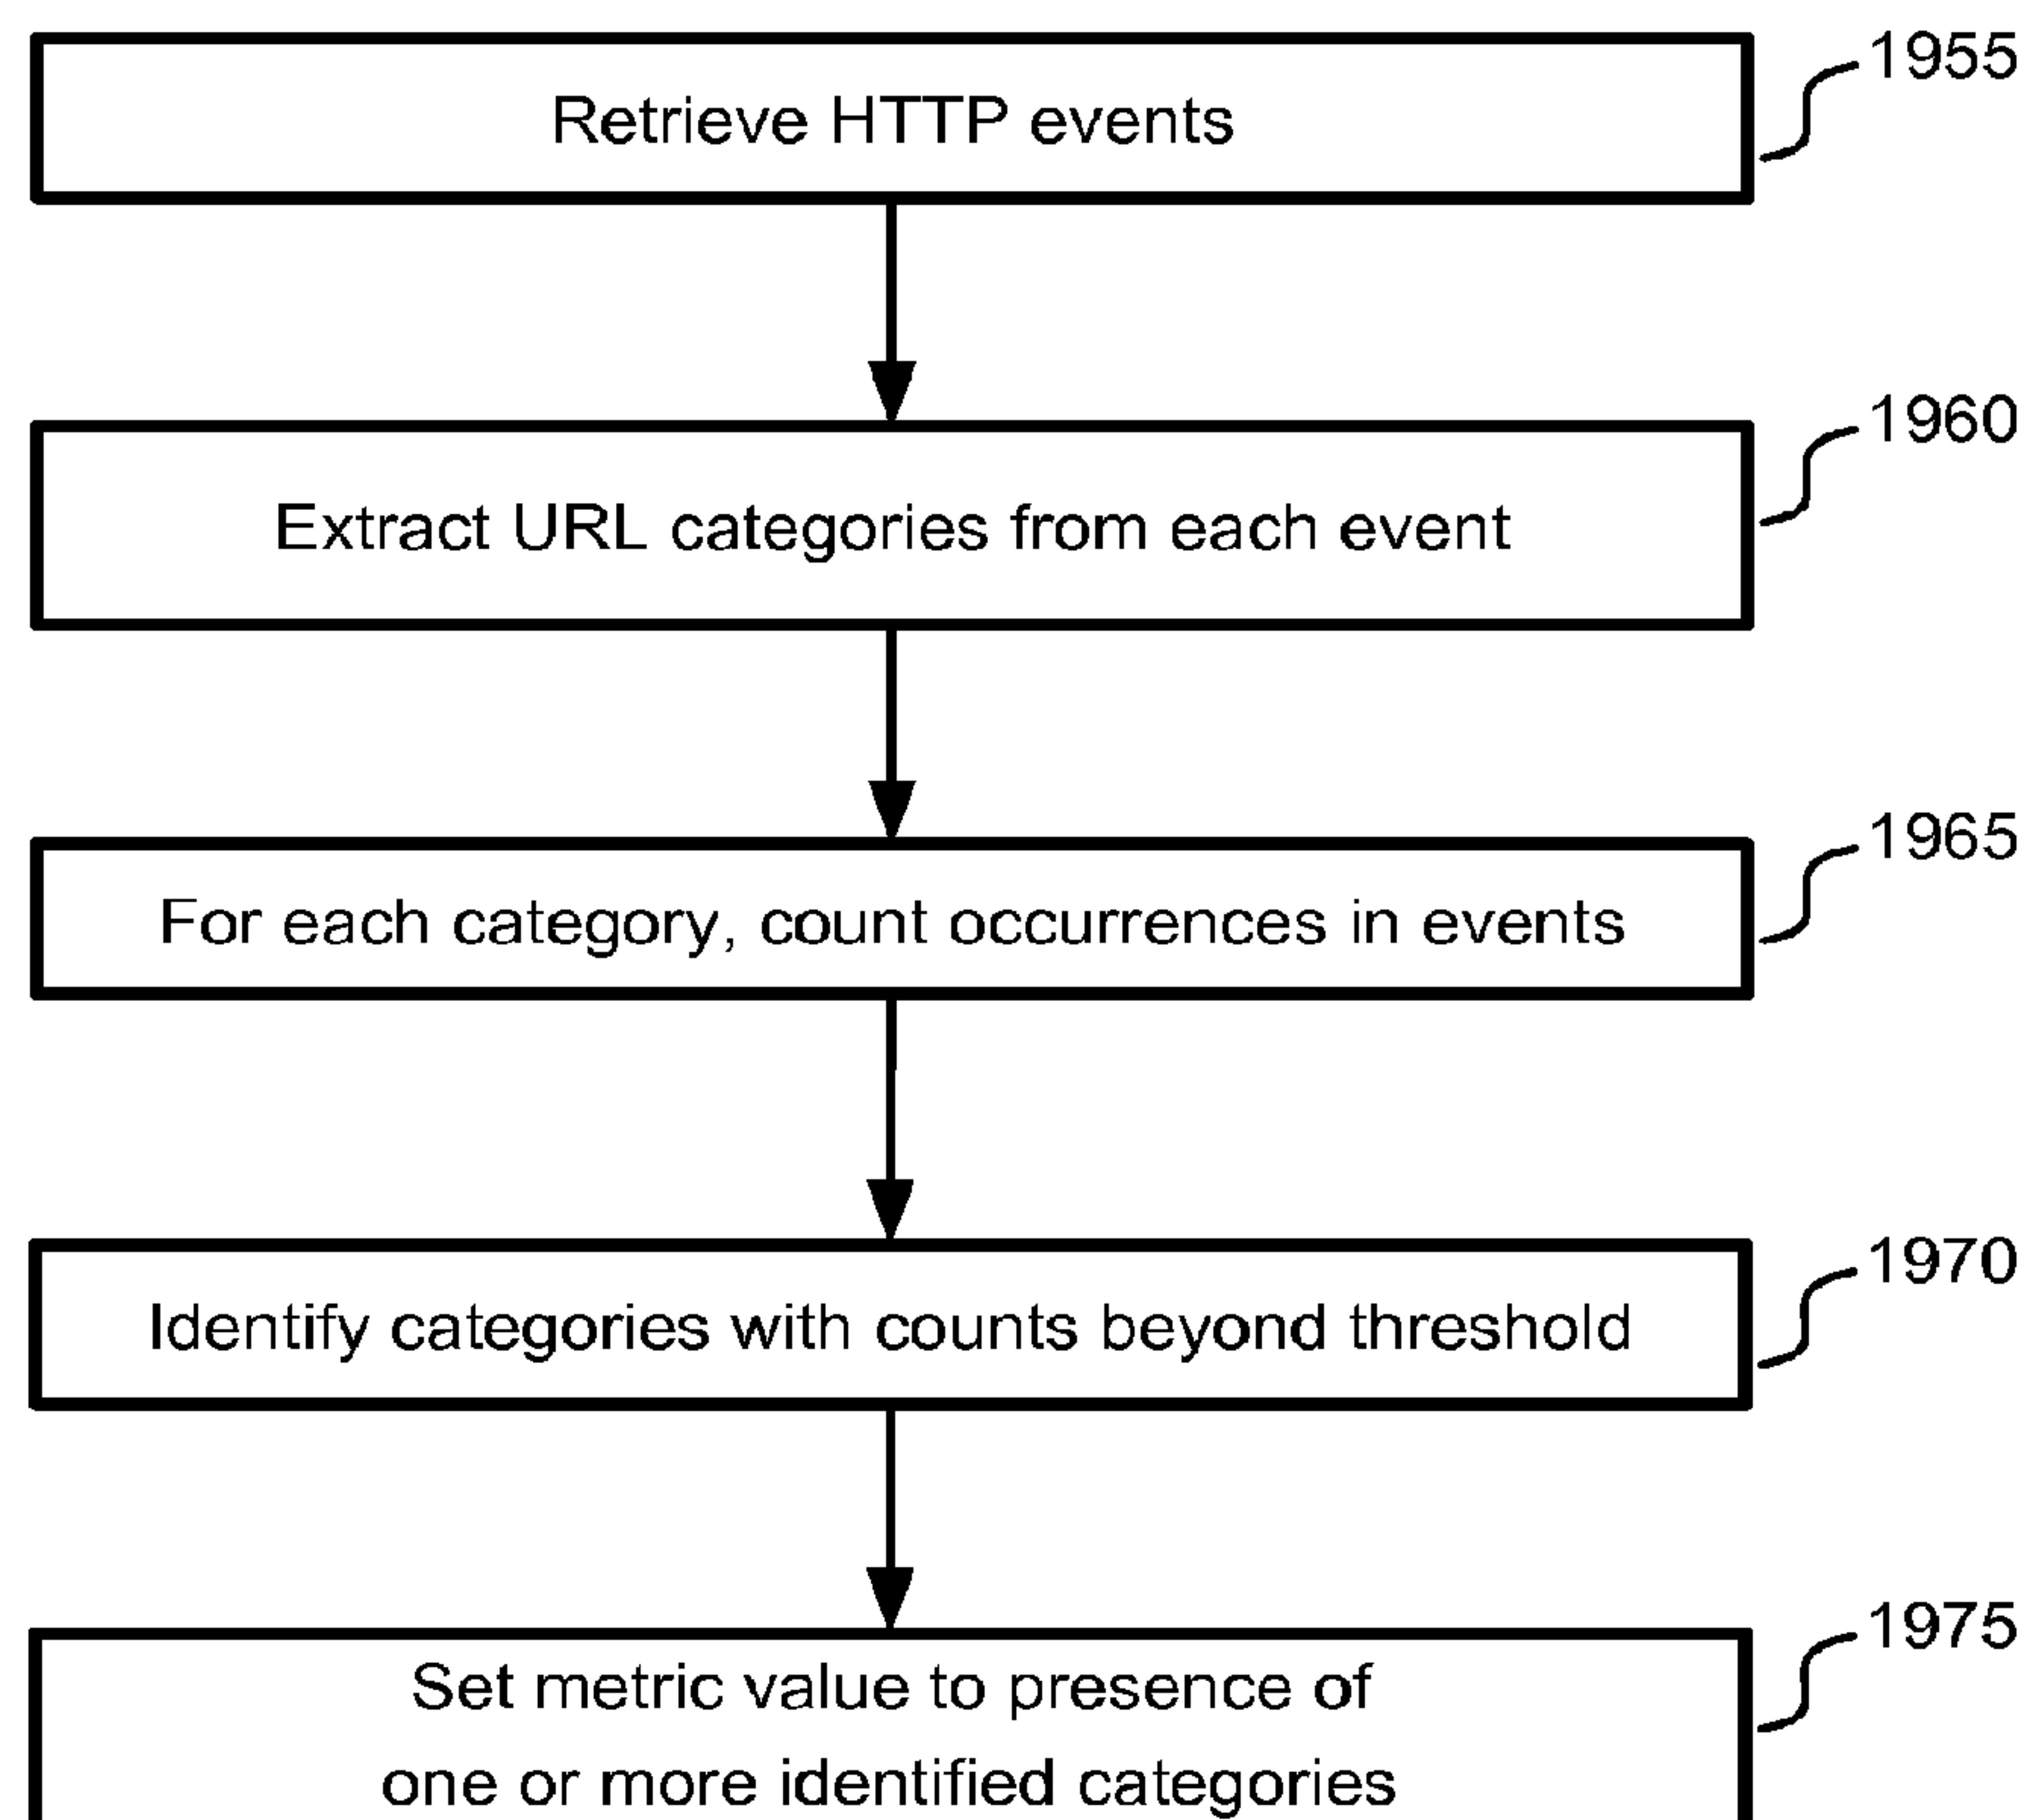 1955
Retrieve HTTP events
1960
Extract URL categories from each event
1965
For each category, count occurrences in events
1970
Identify categories with counts beyond threshold
1975
Set metric value to presence of
one or more identified categories